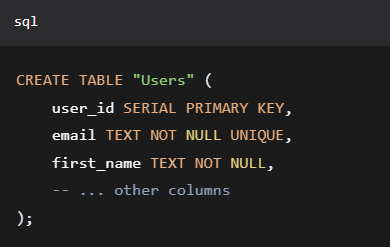 sql
CREATE TABLE "Users" (
    user_id SERIAL PRIMARY KEY,
    email TEXT NOT NULL UNIQUE,
    first_name TEXT NOT NULL,
    -- ... other columns
);